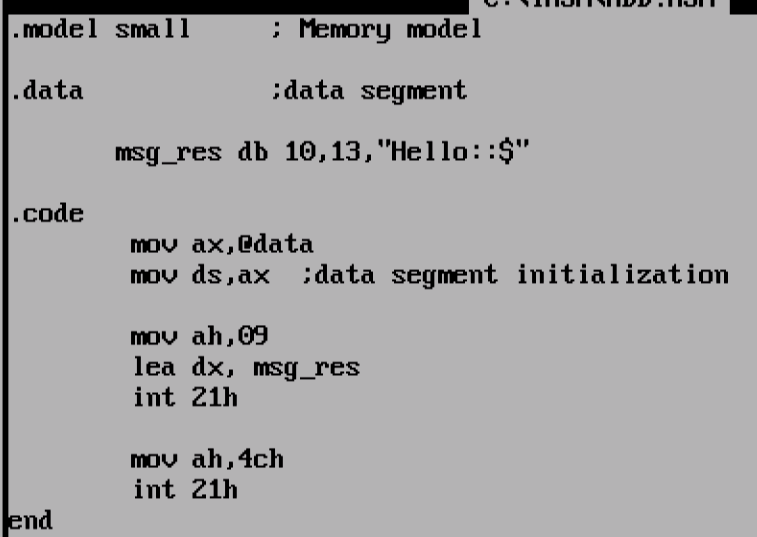 .model small     ; Memory model
.data            ;data segment
msg_res db 10,13,"Hello::$"
.code
mov ax,@data
mov ds,ax  ;data segment initialization
mov ah,09
lea dx, msg_res
int 21h
mov ah,4ch
int 21h
end